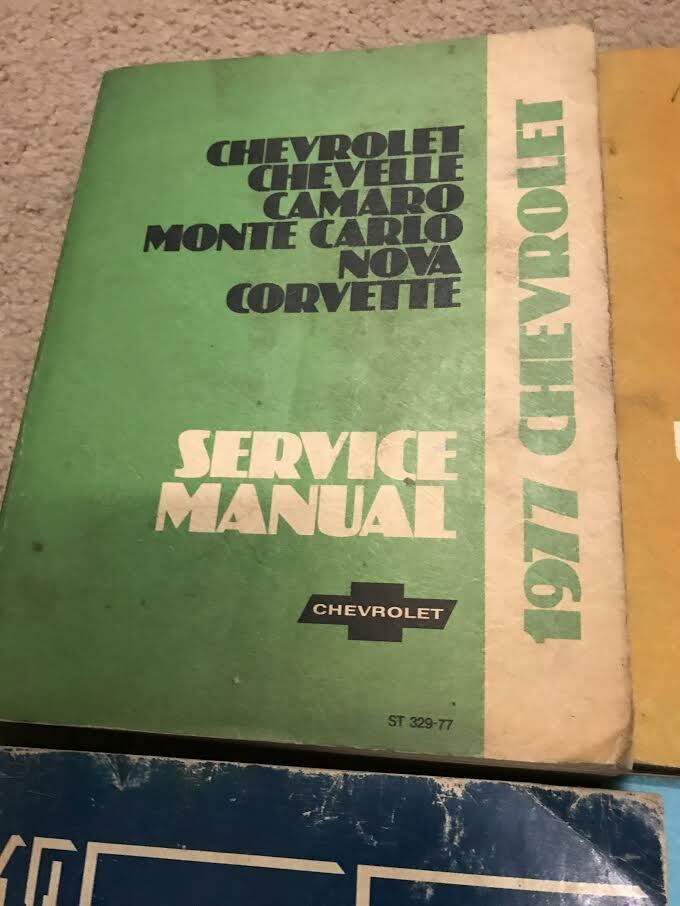 CHEVROLET
CHEVELLE
CAMARO
MONTE CARLO
NOVA
CORVETTE
SERVICE
MANUAL
CHEVROLET
ST 329-77
1977 CHEVROLET